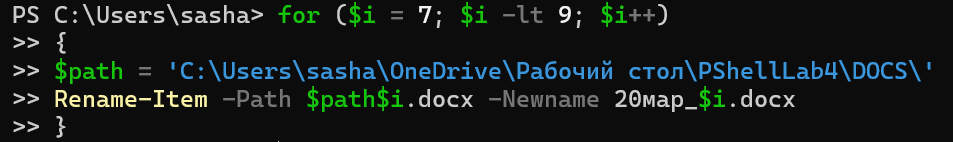 PS C:\Users\sasha> for ($i = 7; $i -lt 9; $i++)
>> {
>> $path = 'C:\Users\sasha\OneDrive\Рабочий стол\PShellLab4\DOCS\'
>> Rename-Item -Path $path$i.docx -Newname 20мар_$i.docx
>> }